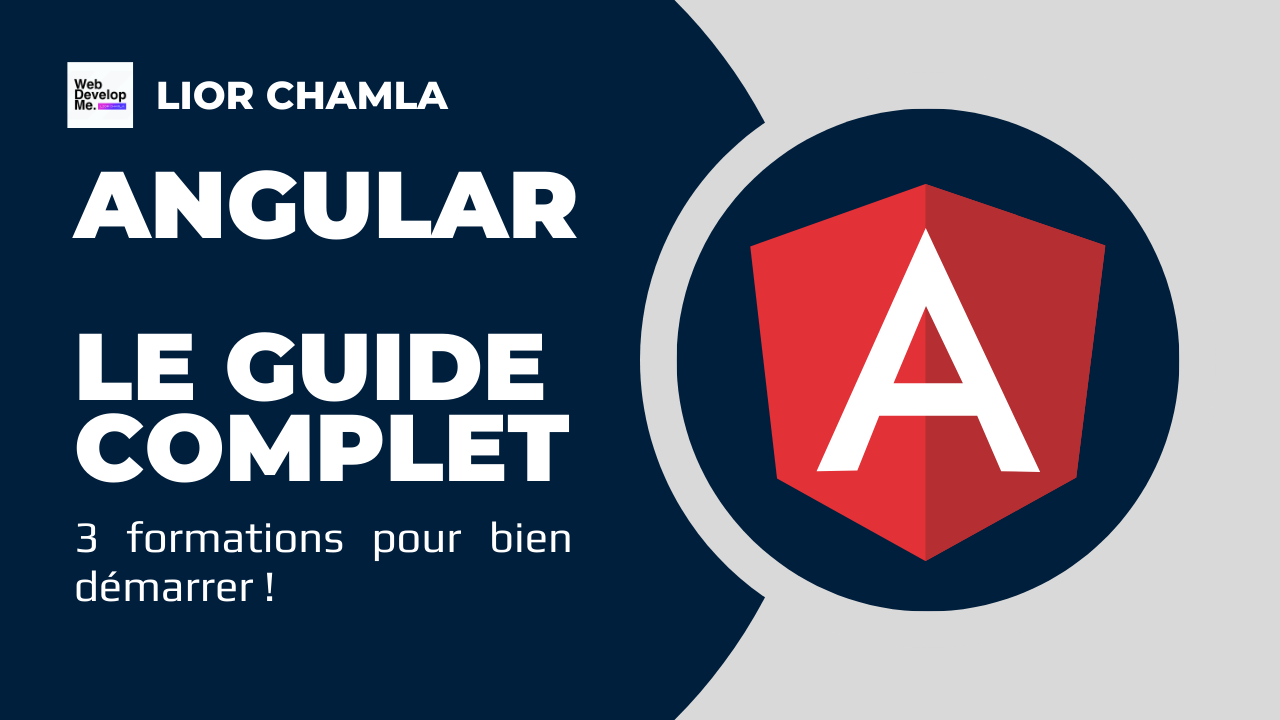 Web
Develop
Me.
LIOR CHAMLA
ANGULAR
LE GUIDE
COMPLET
3 formations pour bien
démarrer !
A